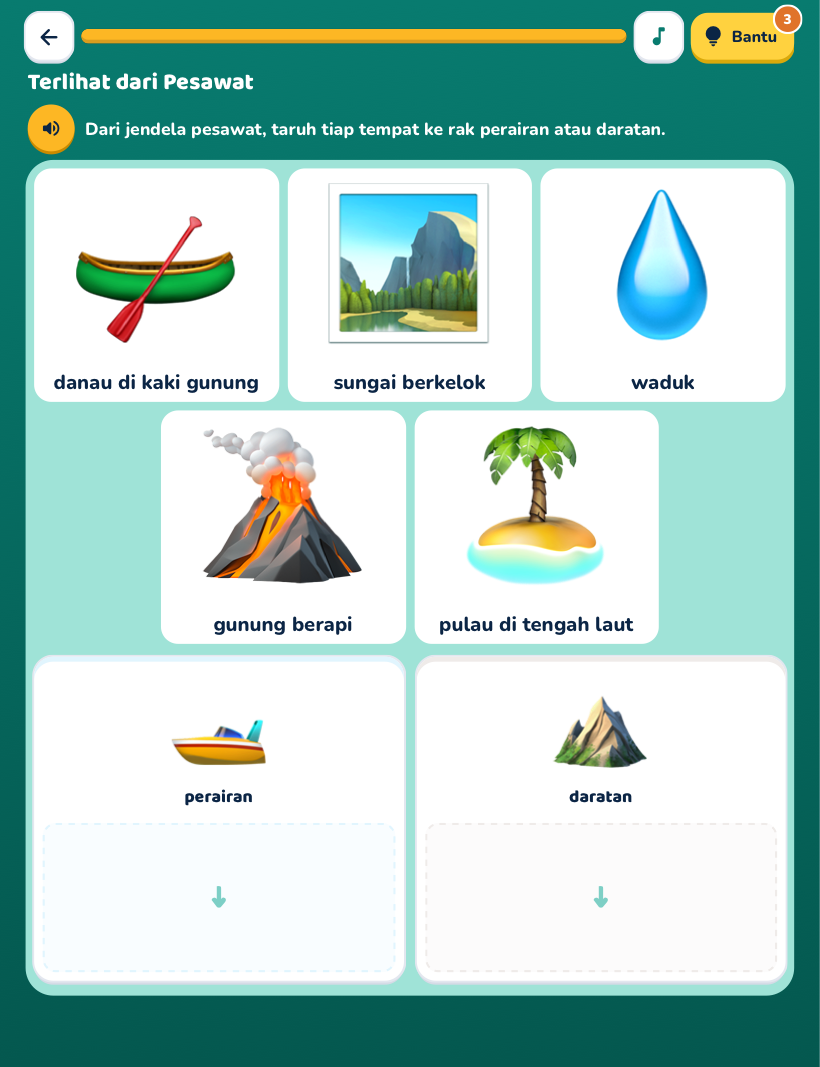 3
Bantu
Terlihat dari Pesawat
Dari jendela pesawat, taruh tiap tempat ke rak perairan atau daratan.
danau di kaki gunung
sungai berkelok
waduk
gunung berapi
pulau di tengah laut
perairan
daratan